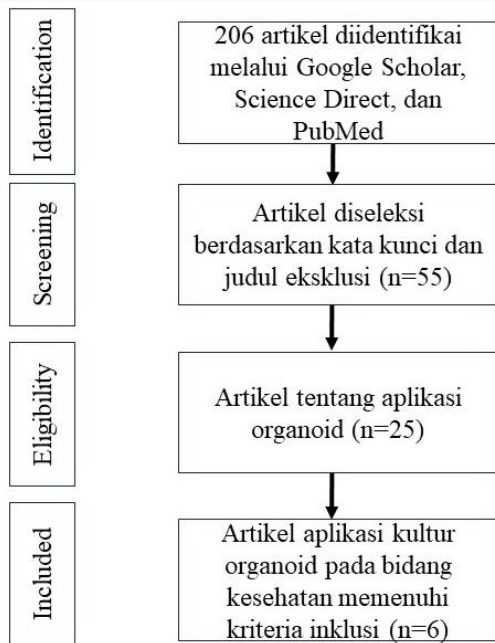 Identification
206 artikel diidentifikai
melalui Google Scholar,
Science Direct, dan
PubMed
Screening
Artikel diseleksi
berdasarkan kata kunci dan
judul eksklusi (n=55)
Eligibility
Artikel tentang aplikasi
organoid (n=25)
Included
Artikel aplikasi kultur
organoid pada bidang
kesehatan memenuhi
kriteria inklusi (n=6)